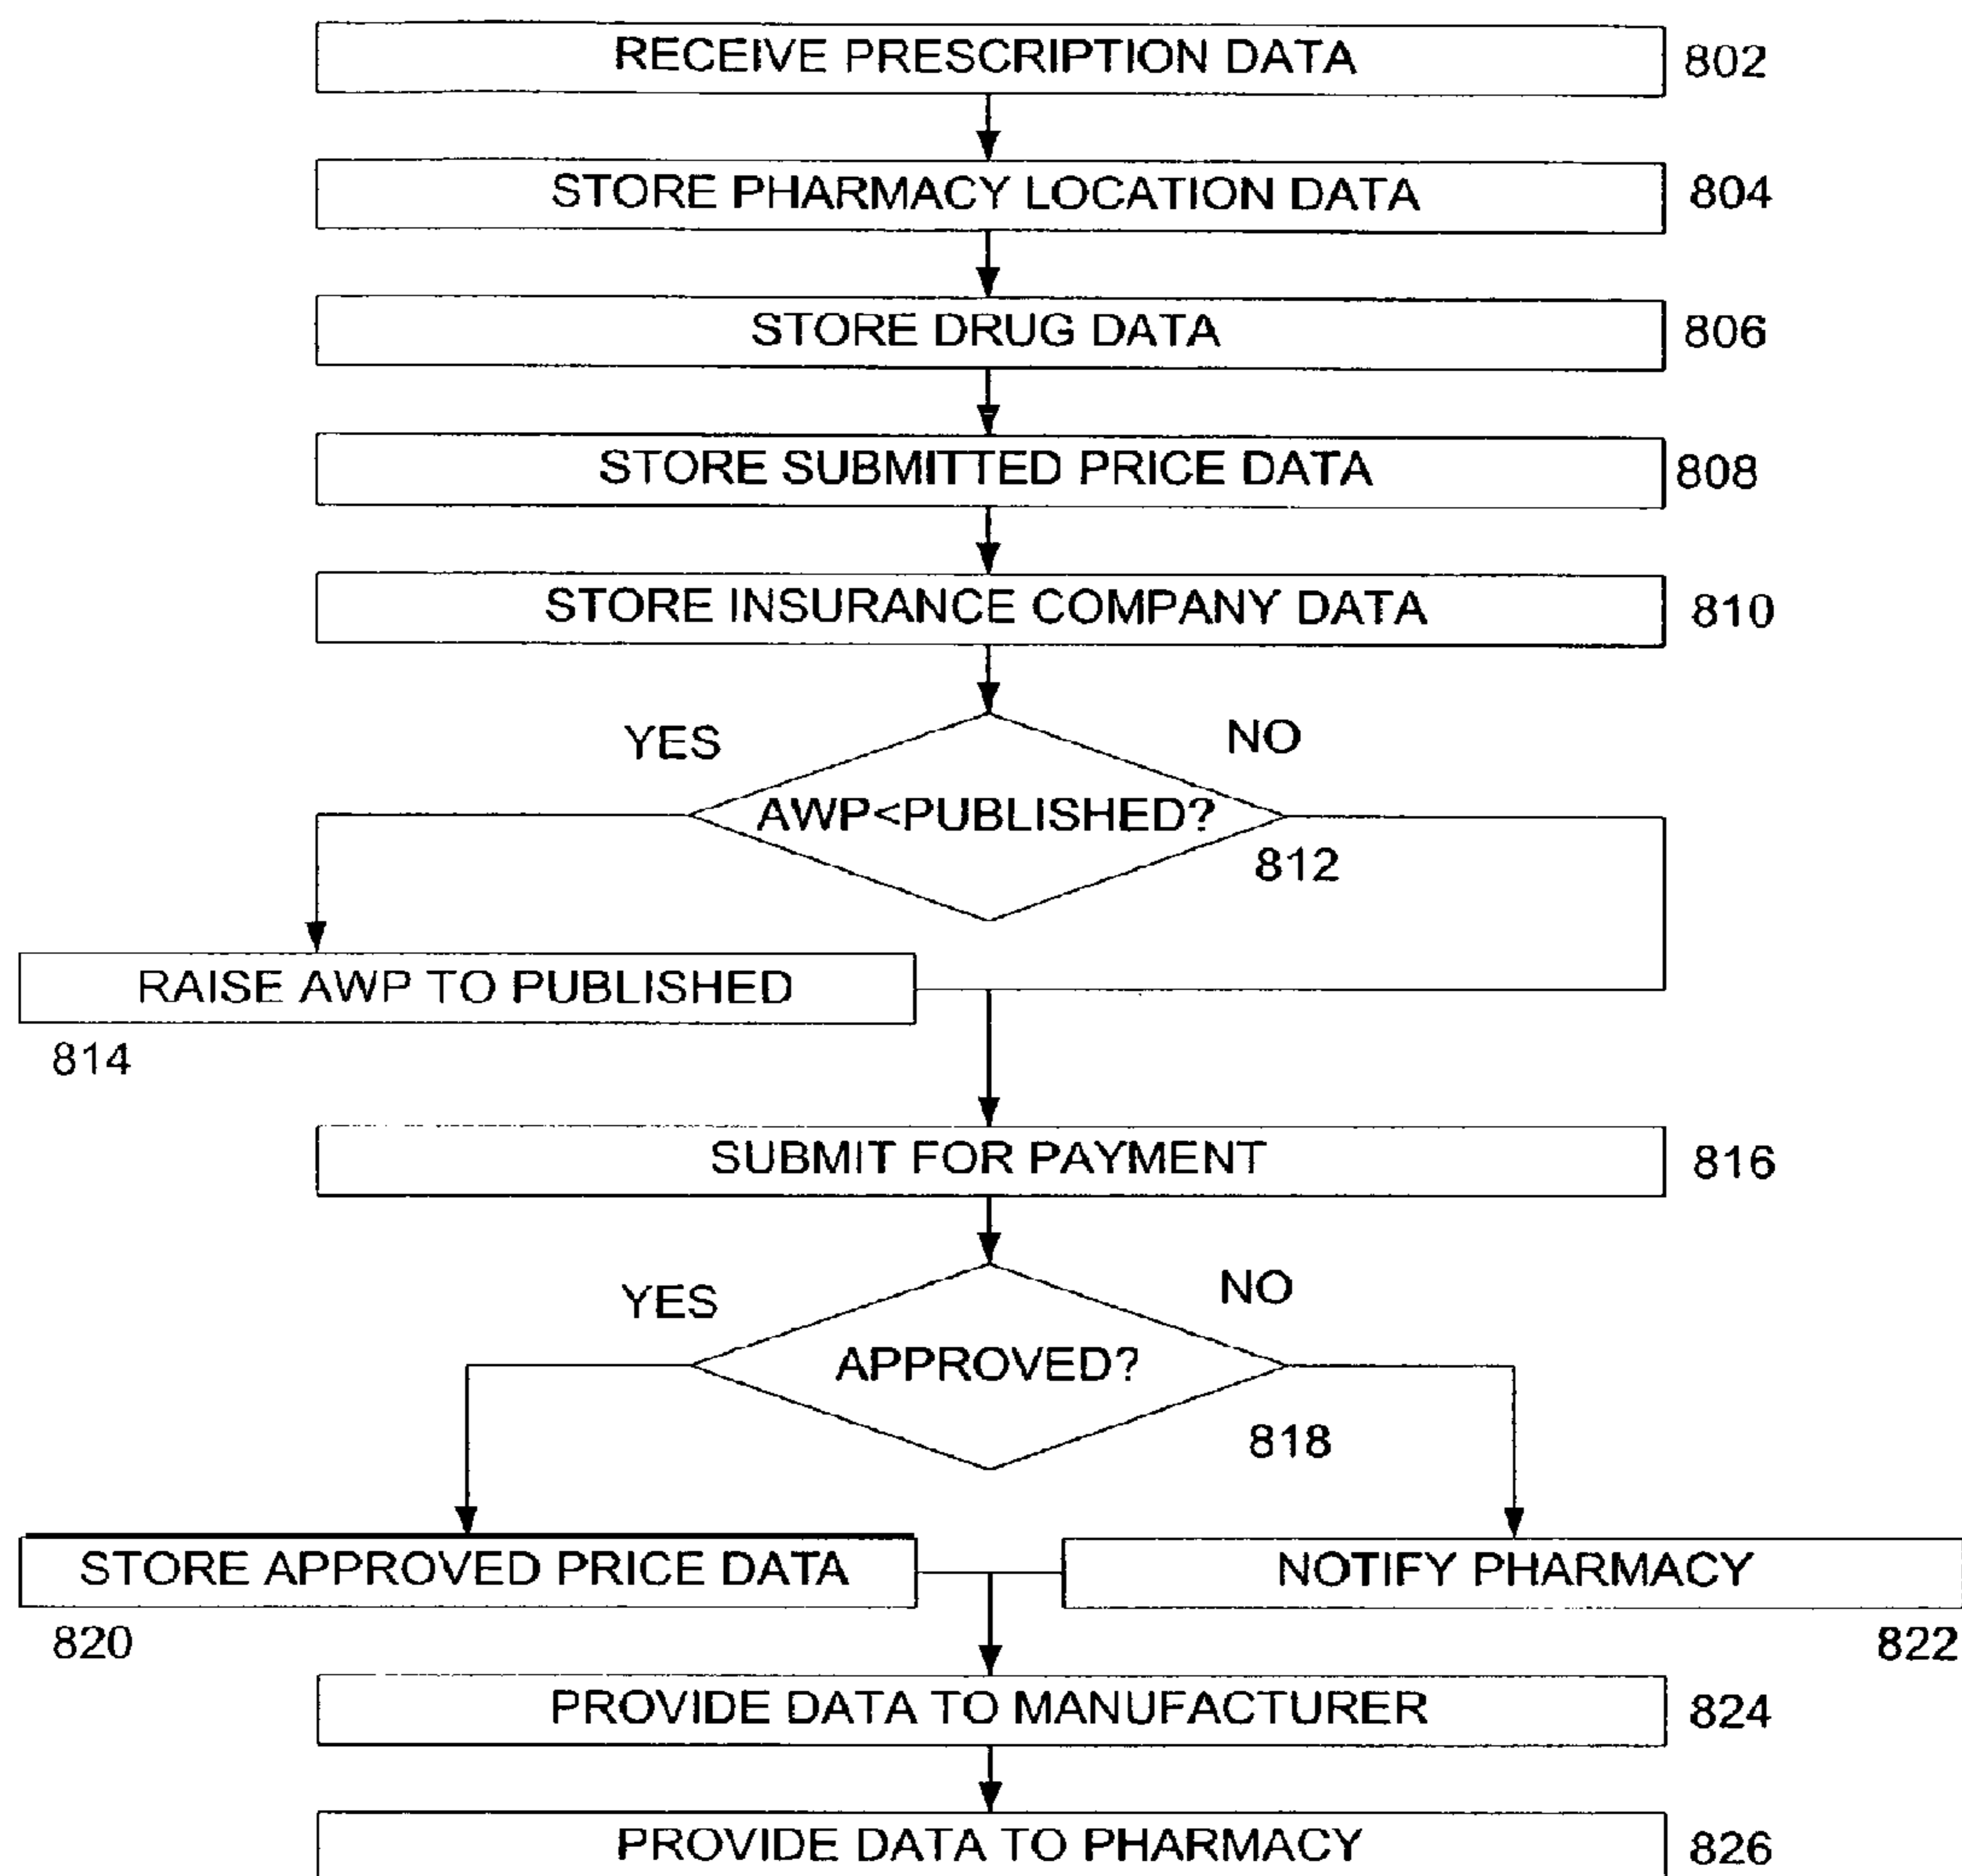 RECEIVE PRESCRIPTION DATA 802
STORE PHARMACY LOCATION DATA 804
STORE DRUG DATA 806
STORE SUBMITTED PRICE DATA 808
STORE INSURANCE COMPANY DATA 810
YES NO
AWP<PUBLISHED?
812
RAISE AWP TO PUBLISHED
814
SUBMIT FOR PAYMENT 816
YES NO
APPROVED?
818
STORE APPROVED PRICE DATA NOTIFY PHARMACY
820 822
PROVIDE DATA TO MANUFACTURER 824
PROVIDE DATA TO PHARMACY 826